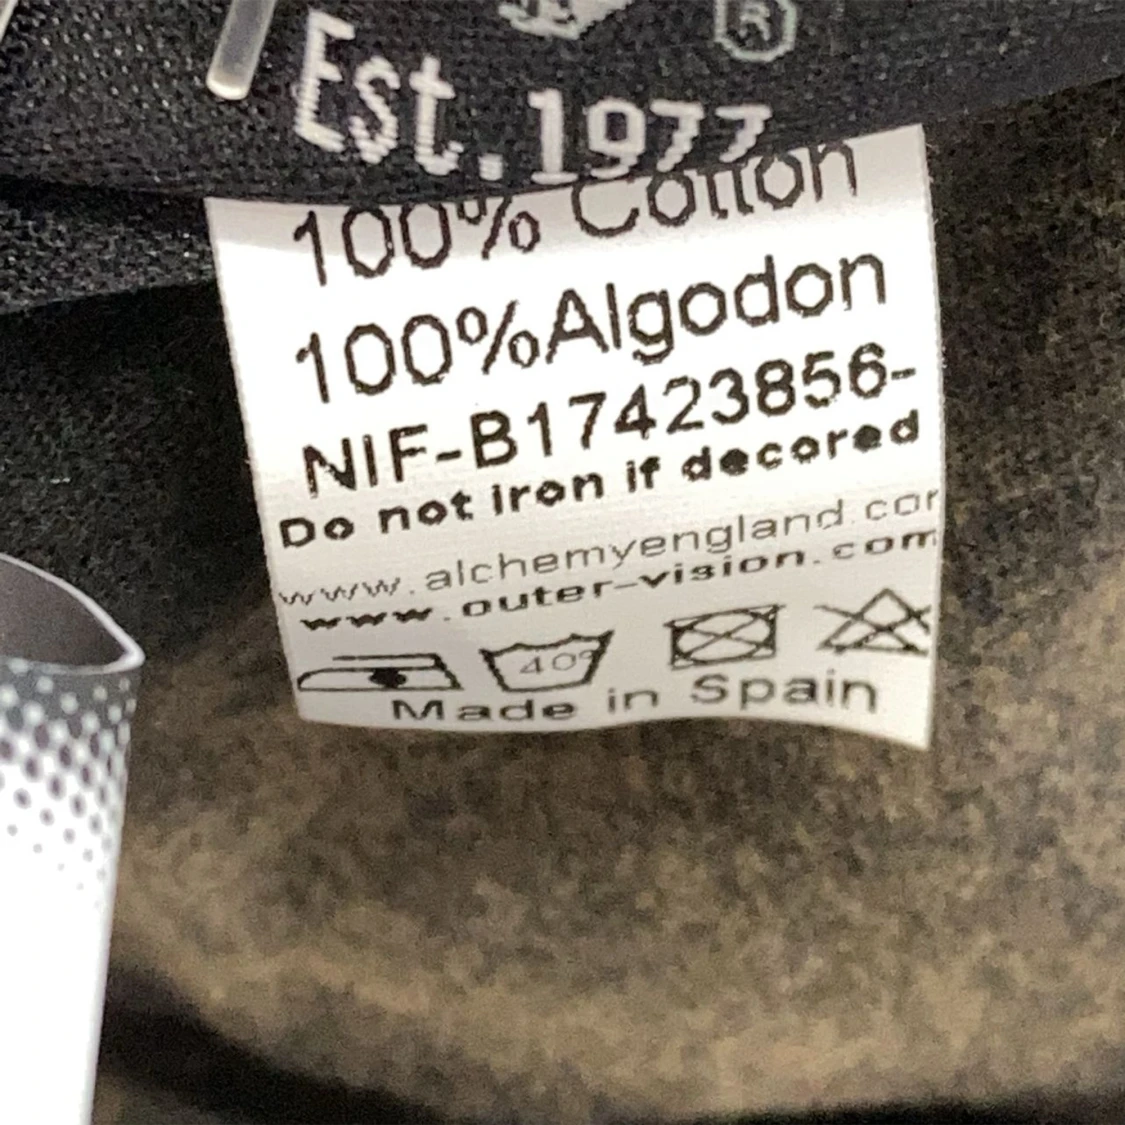 Est. 1977
100% Cotton
100%Algodon
NIF-B17423856-
Do not iron if decored
www.alchemyengland.com
www.outer-vision.com
40º
Made in Spain